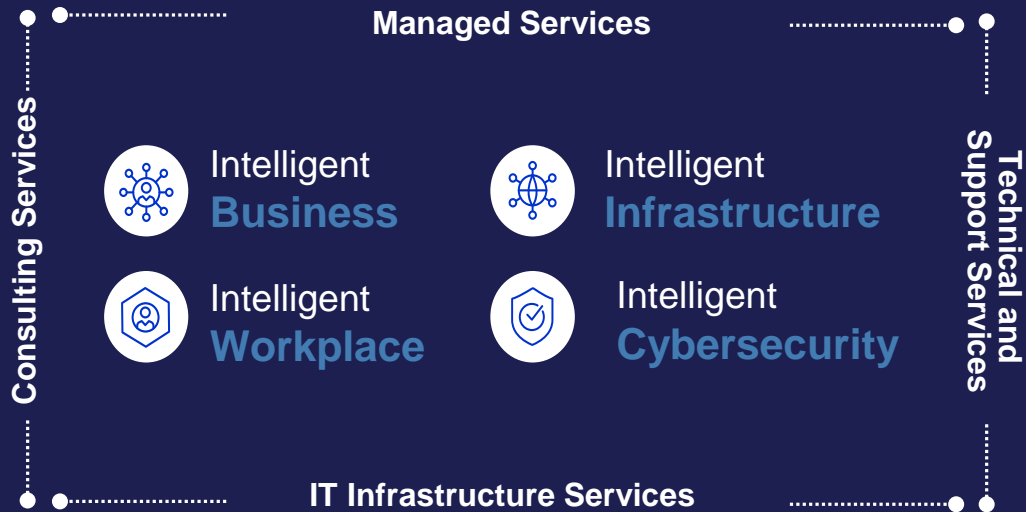 Managed Services
Consulting Services
Intelligent
Business
Intelligent
Infrastructure
Intelligent
Workplace
Intelligent
Cybersecurity
Technical and
Support Services
IT Infrastructure Services